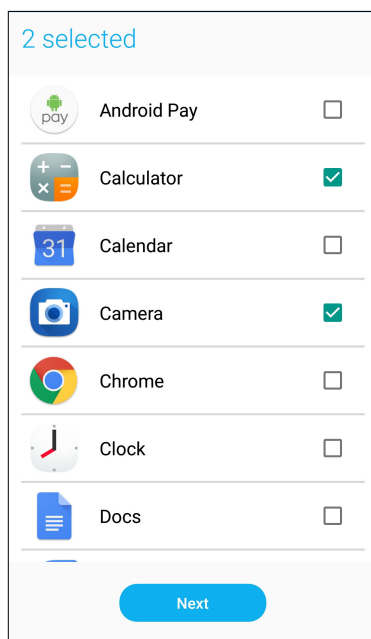 2 selected
pay
Android Pay
Calculator
31
Calendar
Camera
Chrome
Clock
Docs
Next